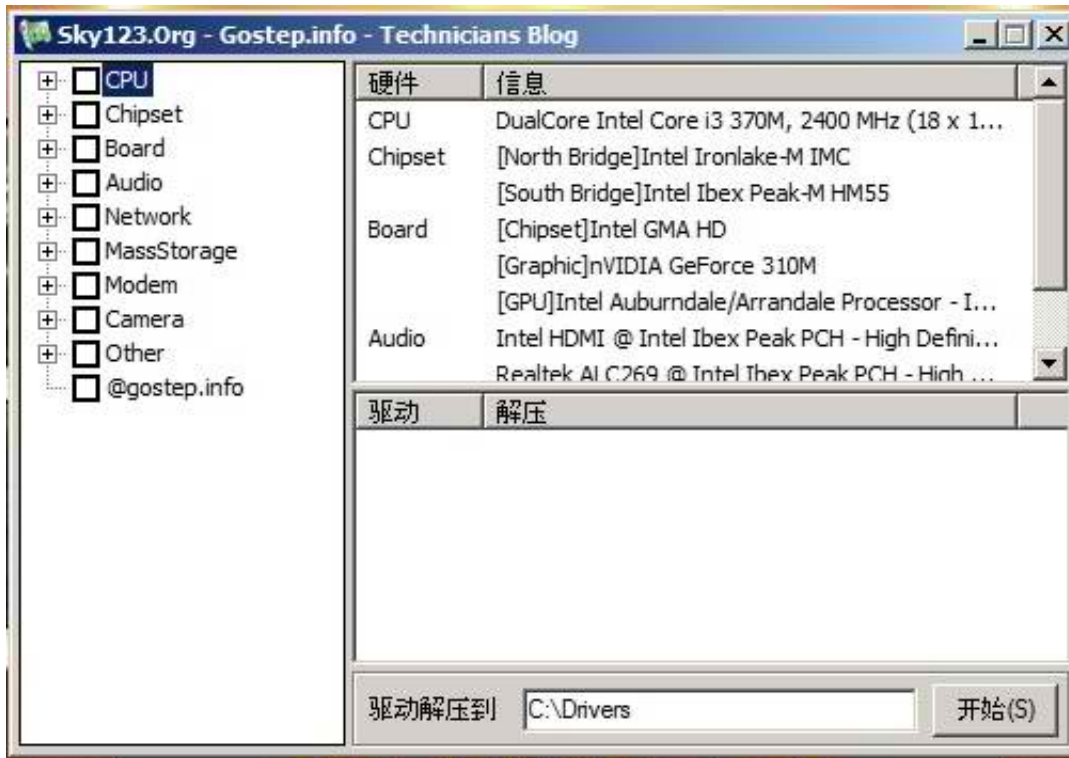 Sky123.Org - Gostep.info - Technicians Blog
CPU
Chipset
Board
Audio
Network
MassStorage
Modem
Camera
Other
@gostep.info
硬件 信息
CPU DualCore Intel Core i3 370M, 2400 MHz (18 x 1...
Chipset [North Bridge]Intel Ironlake-M IMC
[South Bridge]Intel Ibex Peak-M HM55
Board [Chipset]Intel GMA HD
[Graphic]nVIDIA GeForce 310M
[GPU]Intel Auburndale/Arrandale Processor - I...
Audio Intel HDMI @ Intel Ibex Peak PCH - High Defini...
Realtek ALC269 @ Intel Ibex Peak PCH - High ...
驱动 解压
驱动解压到 C:\Drivers 开始(S)